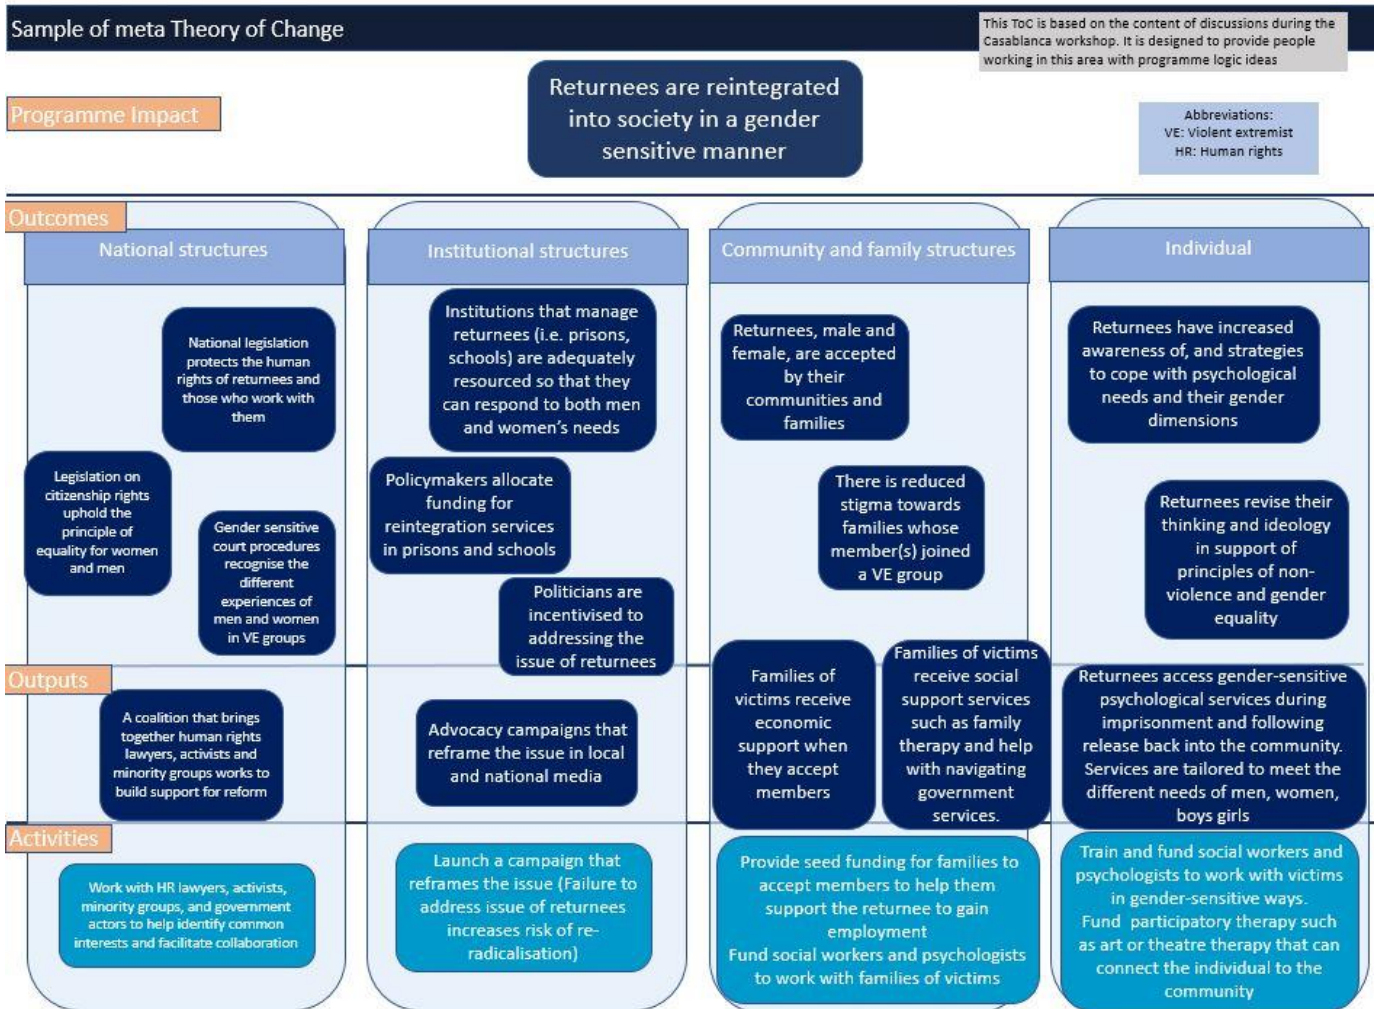 Sample of meta Theory of Change
This ToC is based on the content of discussions during the
Casablanca workshop. It is designed to provide people
working in this area with programme logic ideas
Programme Impact
Returnees are reintegrated
into society in a gender
sensitive manner
Abbreviations:
VE: Violent extremist
HR: Human rights
Outcomes
National structures
National legislation
protects the human
rights of returnees and
those who work with
them
Legislation on
citizenship rights
uphold the
principle of
equality for women
and men
Gender sensitive
court procedures
recognise the
different
experiences of
men and women
in VE groups
Institutional structures
Institutions that manage
returnees (i.e. prisons,
schools) are adequately
resourced so that they
can respond to both men
and women’s needs
Policymakers allocate
funding for
reintegration services
in prisons and schools
Politicians are
incentivised to
addressing the
issue of returnees
Community and family structures
Returnees, male and
female, are accepted
by their
communities and
families
There is reduced
stigma towards
families whose
member(s) joined
a VE group
Individual
Returnees have increased
awareness of, and strategies
to cope with psychological
needs and their gender
dimensions
Returnees revise their
thinking and ideology
in support of
principles of non-
violence and gender
equality
Outputs
A coalition that brings
together human rights
lawyers, activists and
minority groups works to
build support for reform
Advocacy campaigns that
reframe the issue in local
and national media
Families of
victims receive
economic
support when
they accept
members
Families of victims
receive social
support services
such as family
therapy and help
with navigating
government
services.
Returnees access gender-sensitive
psychological services during
imprisonment and following
release back into the community.
Services are tailored to meet the
different needs of men, women,
boys girls
Activities
Work with HR lawyers, activists,
minority groups, and government
actors to help identify common
interests and facilitate collaboration
Launch a campaign that
reframes the issue (Failure to
address issue of returnees
increases risk of re-
radicalisation)
Provide seed funding for families to
accept members to help them
support the returnee to gain
employment
Fund social workers and psychologists
to work with families of victims
Train and fund social workers and
psychologists to work with victims
in gender-sensitive ways.
Fund  participatory therapy such
as art or theatre therapy that can
connect the individual to the
community